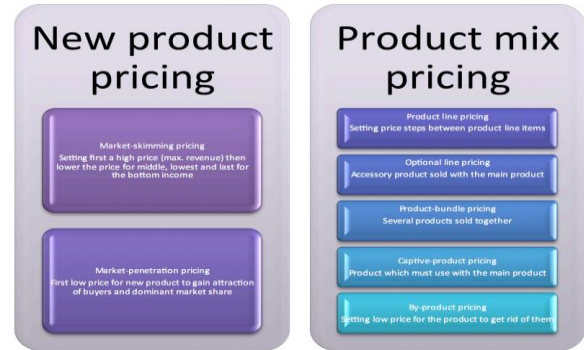 New product
pricing
Market-skimming pricing
Setting first a high price (max. revenue) then
lower the price for middle, lowest and last for
the bottom income
Market-penetration pricing
First low price for new product to gain attraction
of buyers and dominant market share
Product mix
pricing
Product line pricing
Setting price steps between product line items
Optional line pricing
Accessory product sold with the main product
Product-bundle pricing
Several products sold together
Captive-product pricing
Product which must use with the main product
By-product pricing
Setting low price for the product to get rid of them